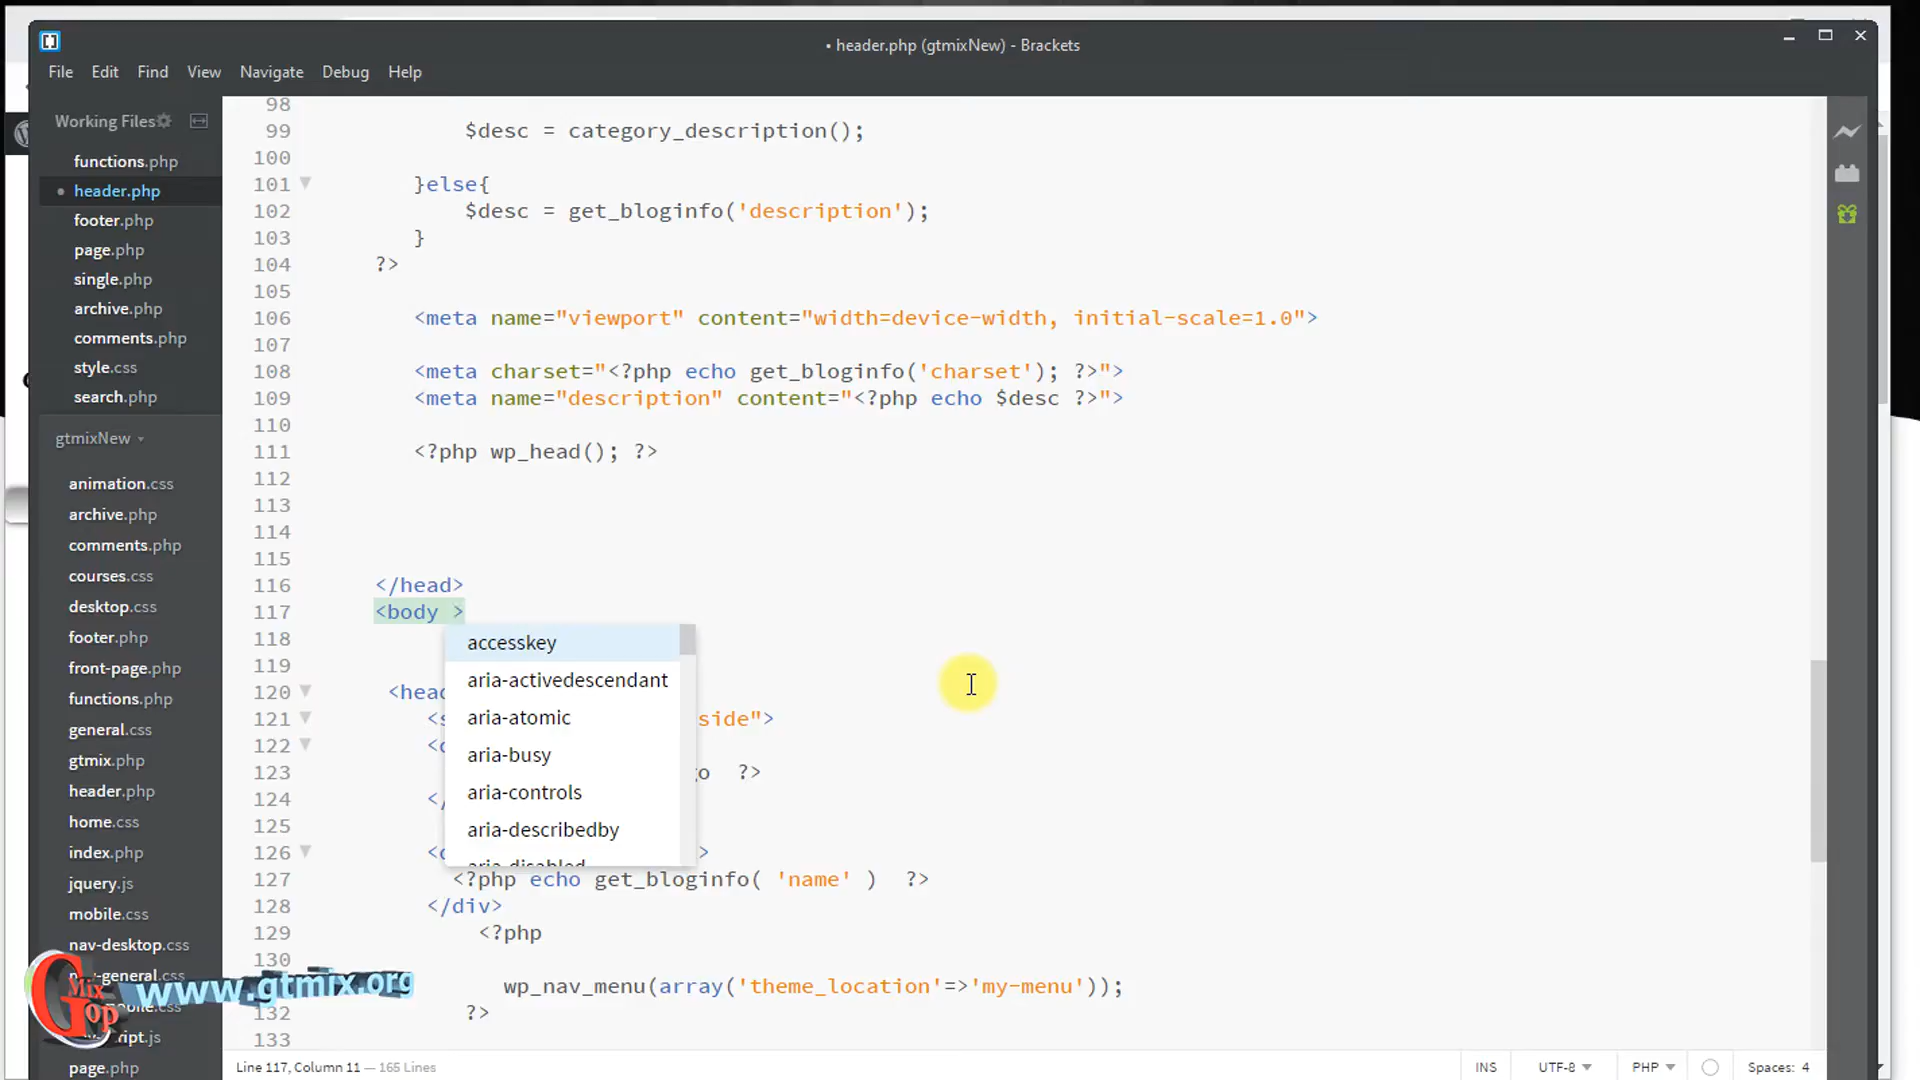 • header.php (gtmixNew) - Brackets
File Edit Find View Navigate Debug Help
Working Files
functions.php
• header.php
footer.php
page.php
single.php
archive.php
comments.php
style.css
search.php
gtmixNew
animation.css
archive.php
comments.php
courses.css
desktop.css
footer.php
front-page.php
functions.php
general.css
gtmix.php
header.php
home.css
index.php
jquery.js
mobile.css
nav-desktop.css
-general.css
page.php
98
99 $desc = category_description();
100
101 }else{
102 $desc = get_bloginfo('description');
103 }
104 ?>
105
106 <meta name="viewport" content="width=device-width, initial-scale=1.0">
107
108 <meta charset="<?php echo get_bloginfo('charset'); ?>">
109 <meta name="description" content="<?php echo $desc ?>">
110
111 <?php wp_head(); ?>
112
113
114
115
116 </head>
117 <body >
118
119
120 <head
121 <s side">
122 <
123 o ?>
124 </
125
126 < >
127 <?php echo get_bloginfo( 'name' ) ?>
128 </div>
129 <?php
130
wp_nav_menu(array('theme_location'=>'my-menu'));
132 ?>
133
accesskey
aria-activedescendant
aria-atomic
aria-busy
aria-controls
aria-describedby
aria-disabled
G Mix Top www.gtmix.org
Line 117, Column 11 — 165 Lines
INS UTF-8 PHP Spaces: 4